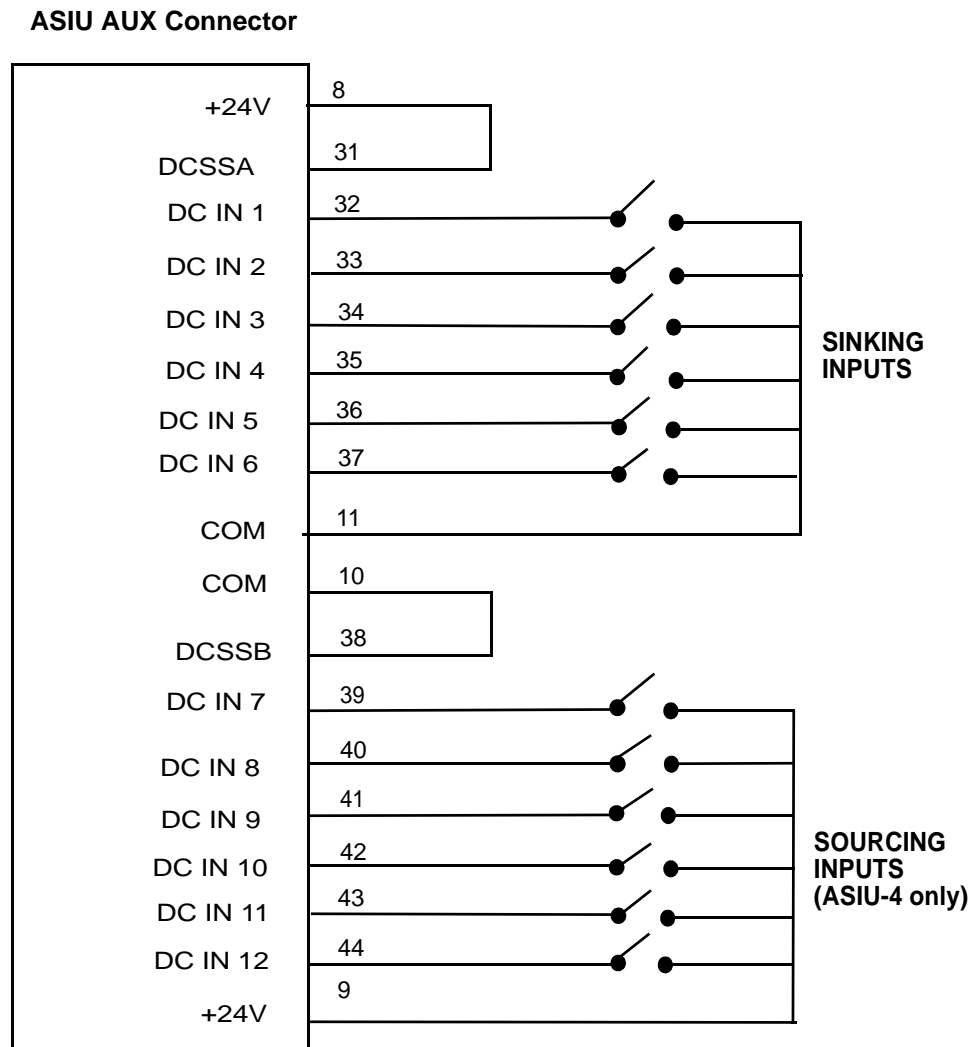 ASIU AUX Connector
+24V 8
DCSSA 31
DC IN 1 32
DC IN 2 33
DC IN 3 34
DC IN 4 35
DC IN 5 36
DC IN 6 37
SINKING
INPUTS
COM 11
COM 10
DCSSB 38
DC IN 7 39
DC IN 8 40
DC IN 9 41
DC IN 10 42
DC IN 11 43
DC IN 12 44
SOURCING
INPUTS
(ASIU-4 only)
+24V 9